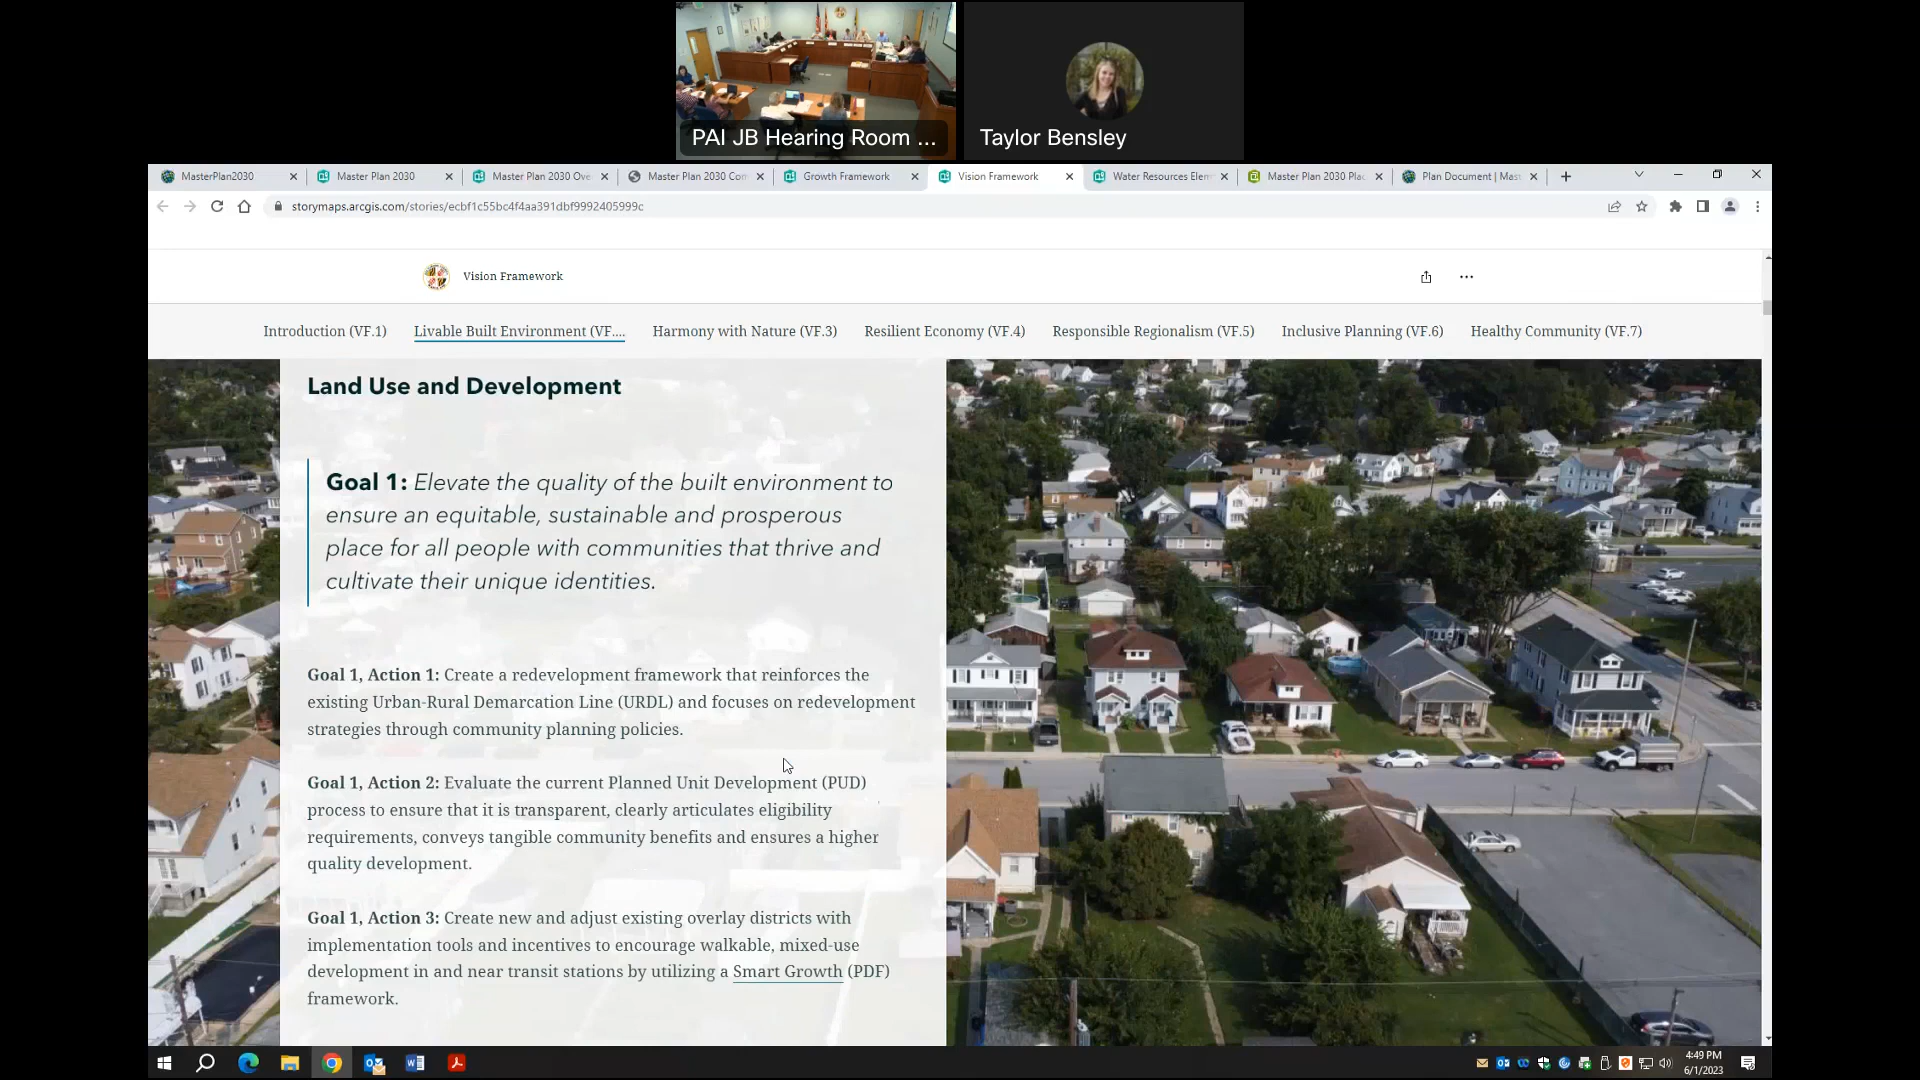 PAI JB Hearing Room ...
Taylor Bensley
MasterPlan2030
Master Plan 2030
Master Plan 2030 Ove
Master Plan 2030 Com
Growth Framework
Vision Framework
Water Resources Elem
Master Plan 2030 Plac
Plan Document | Mast
storymaps.arcgis.com/stories/ecbf1c55bc4f4aa391dbf9992405999c
Vision Framework
Introduction (VF.1)
Livable Built Environment (VF....
Harmony with Nature (VF.3)
Resilient Economy (VF.4)
Responsible Regionalism (VF.5)
Inclusive Planning (VF.6)
Healthy Community (VF.7)
Land Use and Development
Goal 1: Elevate the quality of the built environment to
ensure an equitable, sustainable and prosperous
place for all people with communities that thrive and
cultivate their unique identities.
Goal 1, Action 1: Create a redevelopment framework that reinforces the
existing Urban-Rural Demarcation Line (URDL) and focuses on redevelopment
strategies through community planning policies.
Goal 1, Action 2: Evaluate the current Planned Unit Development (PUD)
process to ensure that it is transparent, clearly articulates eligibility
requirements, conveys tangible community benefits and ensures a higher
quality development.
Goal 1, Action 3: Create new and adjust existing overlay districts with
implementation tools and incentives to encourage walkable, mixed-use
development in and near transit stations by utilizing a Smart Growth (PDF)
framework.
4:49 PM
6/1/2023